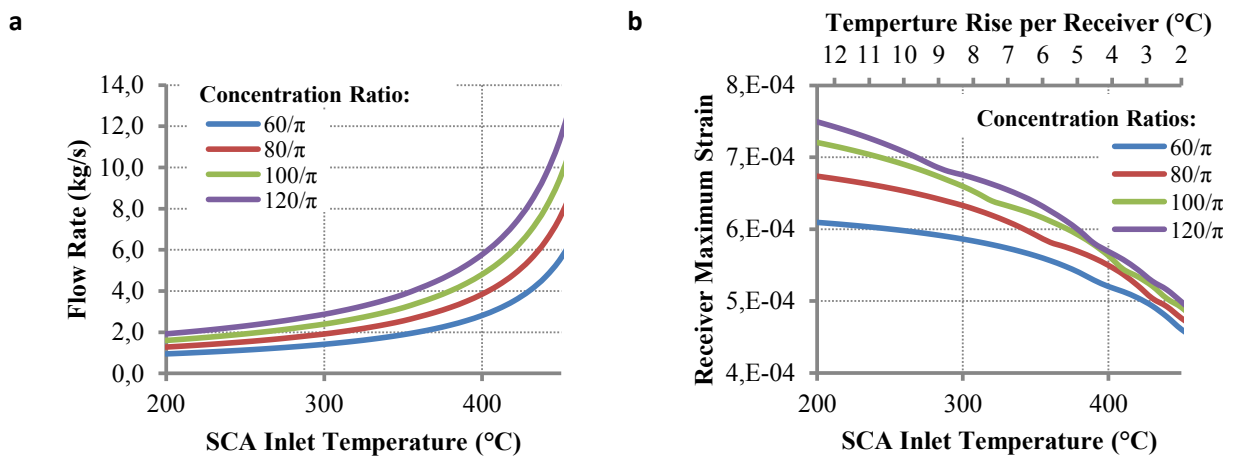 a
Flow Rate (kg/s)
14,0
12,0
10,0
8,0
6,0
4,0
2,0
0,0
Concentration Ratio:
60/π
80/π
100/π
120/π
200 300 400
SCA Inlet Temperature (°C)
b
Temperture Rise per Receiver (°C)
12 11 10 9 8 7 6 5 4 3 2
Receiver Maximum Strain
8,E-04
7,E-04
6,E-04
5,E-04
4,E-04
Concentration Ratios:
60/π
80/π
100/π
120/π
200 300 400
SCA Inlet Temperature (°C)